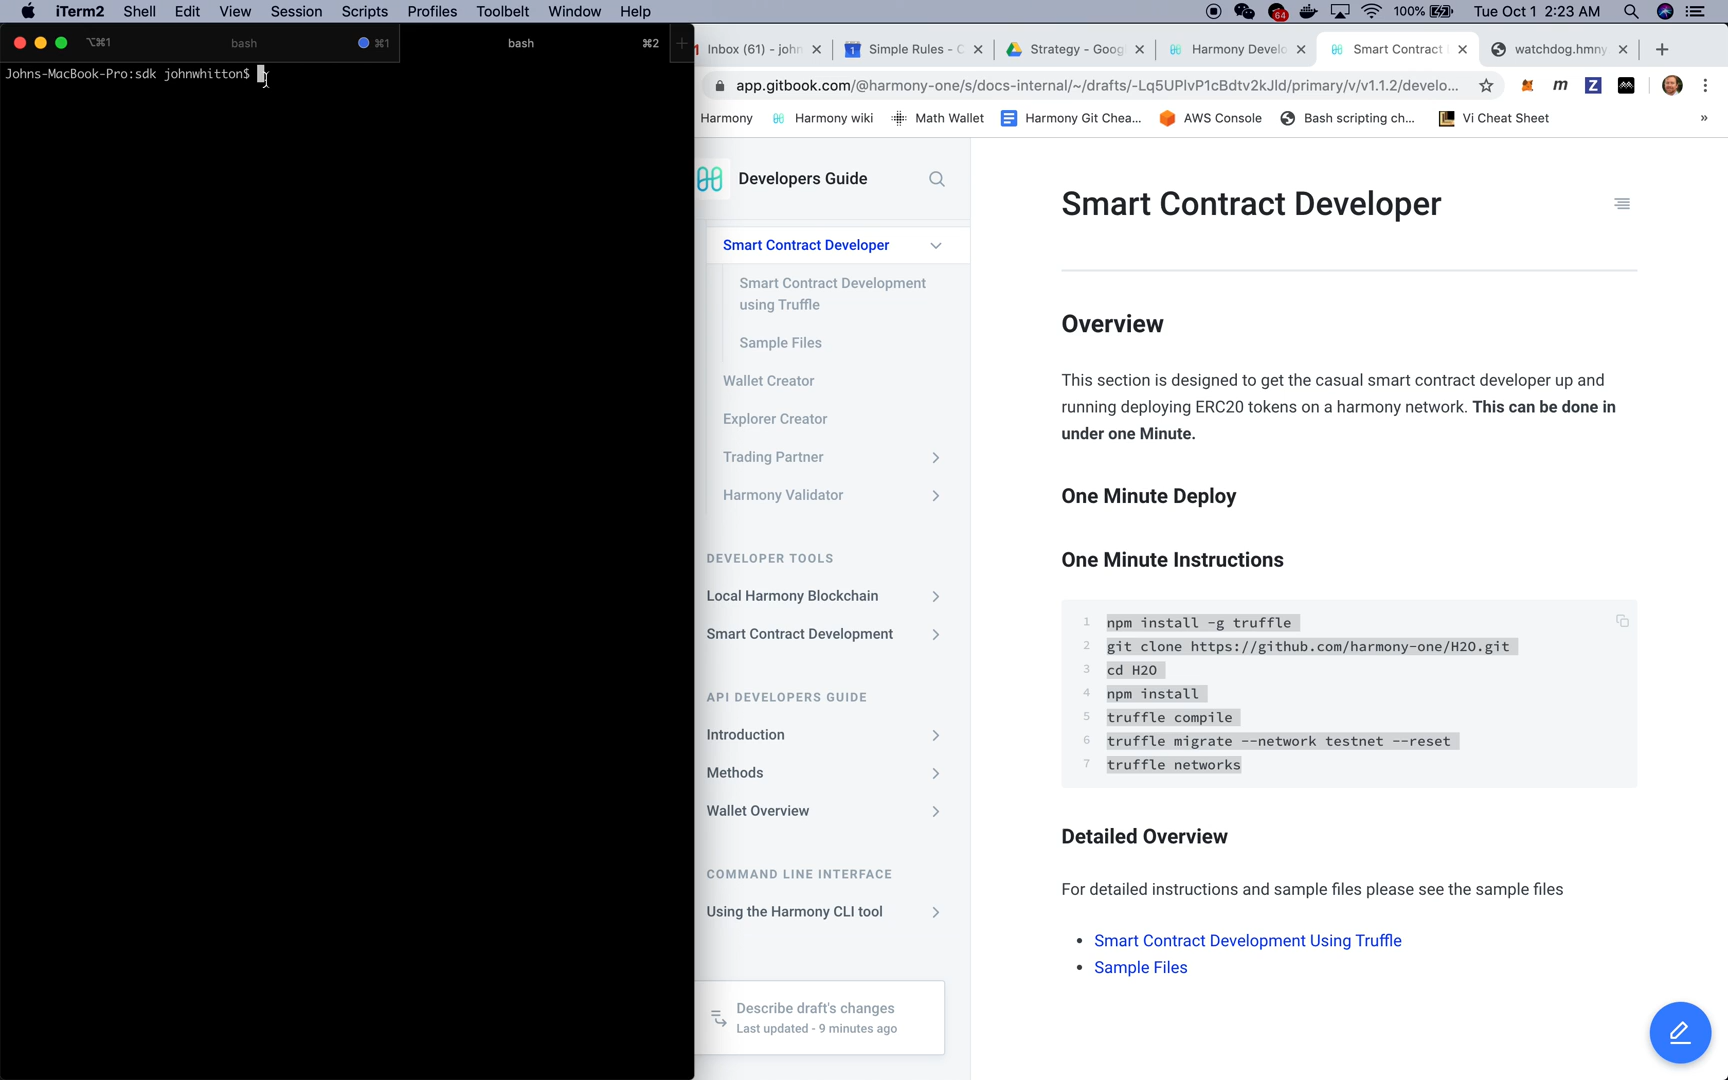 iTerm2 Shell Edit View Session Scripts Profiles Toolbelt Window Help
64 100% Tue Oct 1 2:23 AM
⌥⌘1 bash ⌘1 bash ⌘2
Johns-MacBook-Pro:sdk johnwhitton$
Inbox (61) - john
Simple Rules - C
Strategy - Goog
Harmony Develo
Smart Contract
watchdog.hmny
app.gitbook.com/@harmony-one/s/docs-internal/~/drafts/-Lq5UPlvP1cBdtv2kJld/primary/v/v1.1.2/develo...
Harmony Harmony wiki Math Wallet Harmony Git Chea... AWS Console Bash scripting ch... Vi Cheat Sheet »
Developers Guide
Smart Contract Developer
Smart Contract Development
using Truffle
Sample Files
Wallet Creator
Explorer Creator
Trading Partner
Harmony Validator
DEVELOPER TOOLS
Local Harmony Blockchain
Smart Contract Development
API DEVELOPERS GUIDE
Introduction
Methods
Wallet Overview
COMMAND LINE INTERFACE
Using the Harmony CLI tool
Describe draft's changes
Last updated - 9 minutes ago
Smart Contract Developer
Overview
This section is designed to get the casual smart contract developer up and
running deploying ERC20 tokens on a harmony network. This can be done in
under one Minute.
One Minute Deploy
One Minute Instructions
1 npm install -g truffle
2 git clone https://github.com/harmony-one/H2O.git
3 cd H2O
4 npm install
5 truffle compile
6 truffle migrate --network testnet --reset
7 truffle networks
Detailed Overview
For detailed instructions and sample files please see the sample files
• Smart Contract Development Using Truffle
• Sample Files